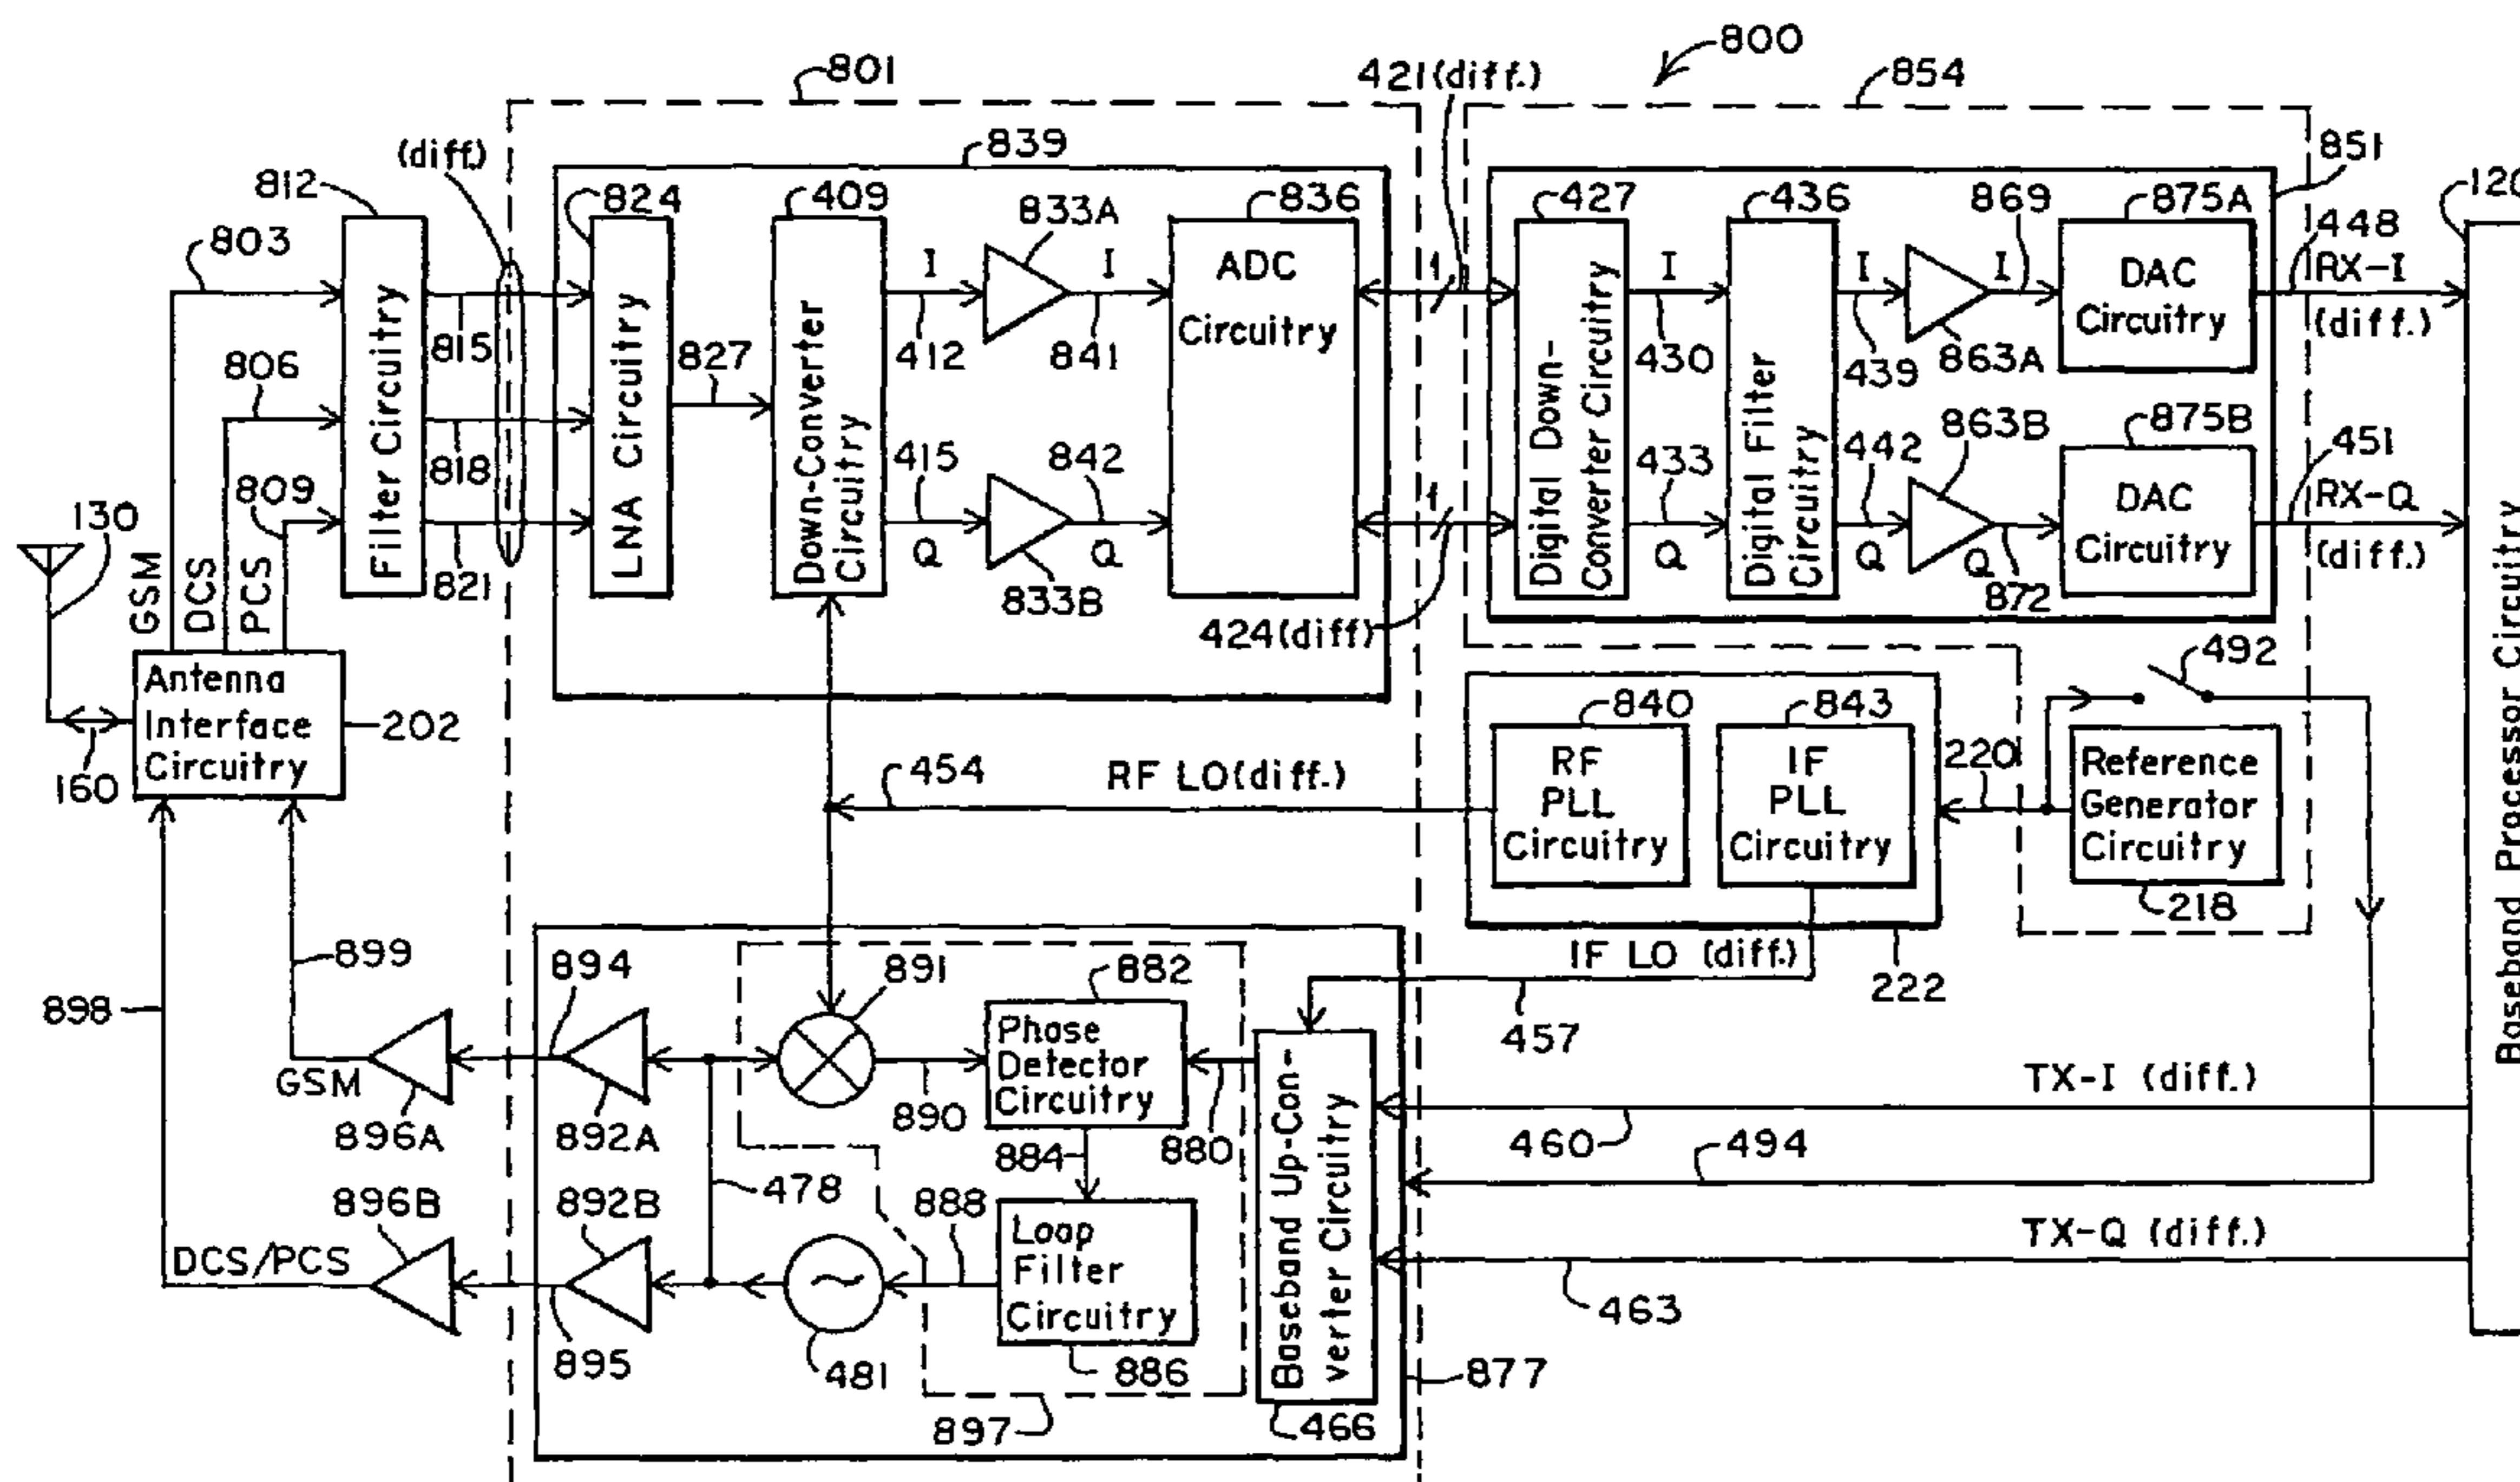 800
801
421(diff.)
854
(diff)
839
851
812
824
409
833A
836
427
436
869
875A
120
803
I
I
ADC
Circuitry
1
I
I
I
DAC
Circuitry
448
RX-I
(diff.)
Filter Circuitry
815
LNA Circuitry
827
Down-Converter
Circuitry
412
841
Digital Down-
Converter Circuitry
430
Digital Filter
Circuitry
439
863A
806
818
415
842
433
442
863B
875B
451
809
1
DAC
Circuitry
RX-Q
(diff.)
130
821
Q
Q
833B
Q
Q
Q
872
GSM
DCS
PCS
424(diff)
Baseband Processor Circuitry
Antenna
Interface
Circuitry
202
160
840
843
492
RF
PLL
Circuitry
IF
PLL
Circuitry
220
Reference
Generator
Circuitry
454
RF LO(diff.)
218
899
894
891
882
IF LO (diff.)
222
898
Phase
Detector
Circuitry
457
GSM
896A
892A
890
880
Baseband Up-Con-
verter Circuitry
TX-I (diff.)
460
494
884
478
896B
892B
888
Loop
Filter
Circuitry
TX-Q (diff.)
DCS/PCS
463
895
481
886
877
897
466